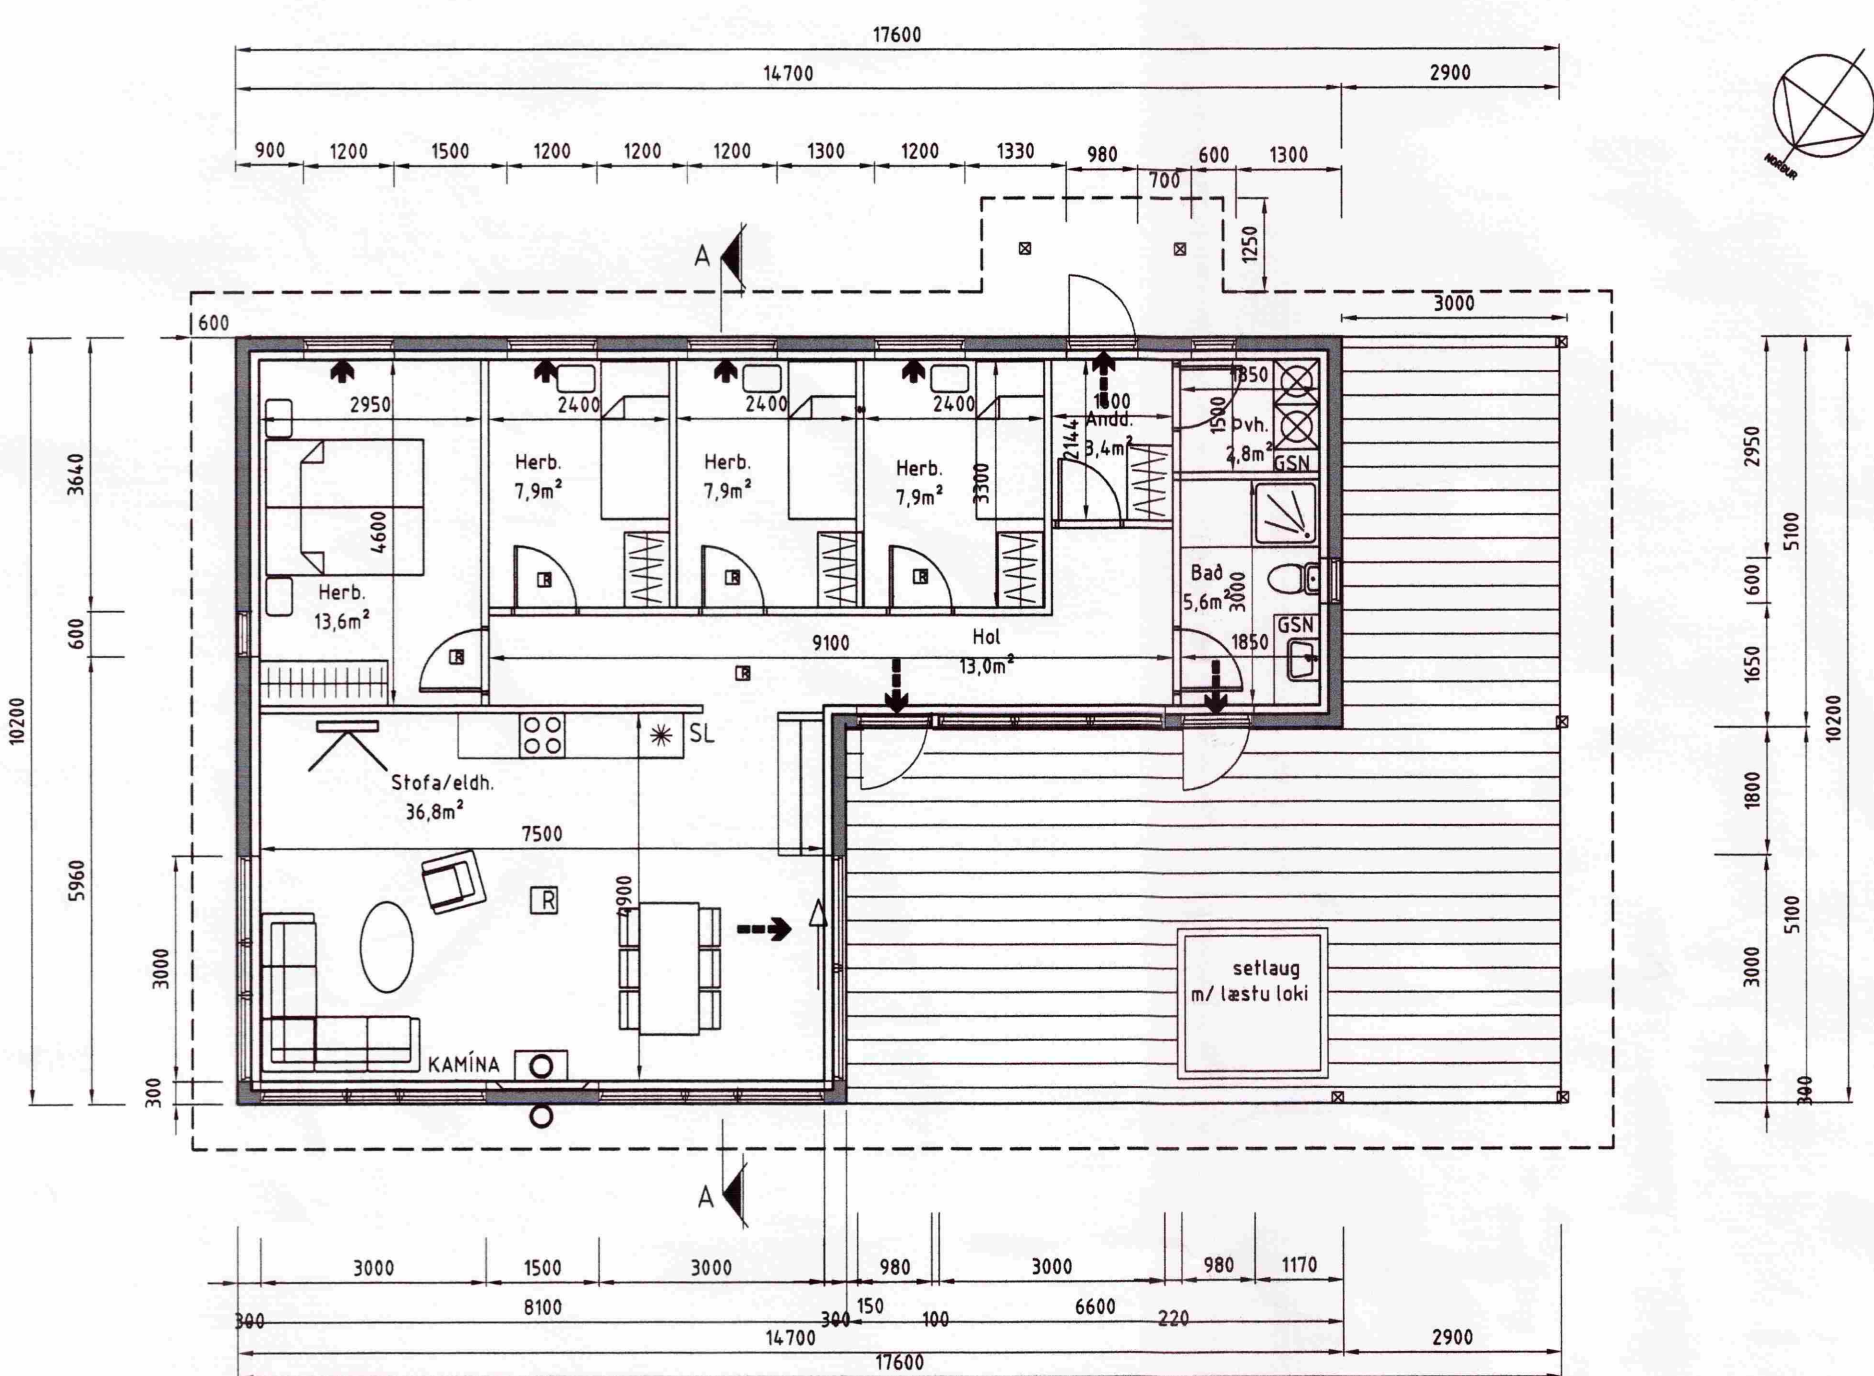 17600
14700 2900
900 1200 1500 1200 1200 1200 1300 1200 1330 980 600 1300
700
NORÐUR
1250
A
3000
600
2950 2400 2400 2400 1600 1850
Andd.
3,4m²
2144
1500
Þvh.
2,8m²
GSN
Herb.
7,9m²
Herb.
7,9m²
Herb.
7,9m²
3300
4600
Herb.
13,6m²
R
R
R
R
R
Bað
5,6m²
3000
GSN
1850
Hol
13,0m²
9100
SL
Stofa/eldh.
36,8m²
7500
4900
R
KAMÍNA
setlaug
m/ læstu loki
3640
600
5960
10200
3000
300
2950
600
1650
1800
3000
300
5100
5100
10200
A
3000 1500 3000 980 3000 980 1170
300 8100 300 150 100 6600 220
14700 2900
17600